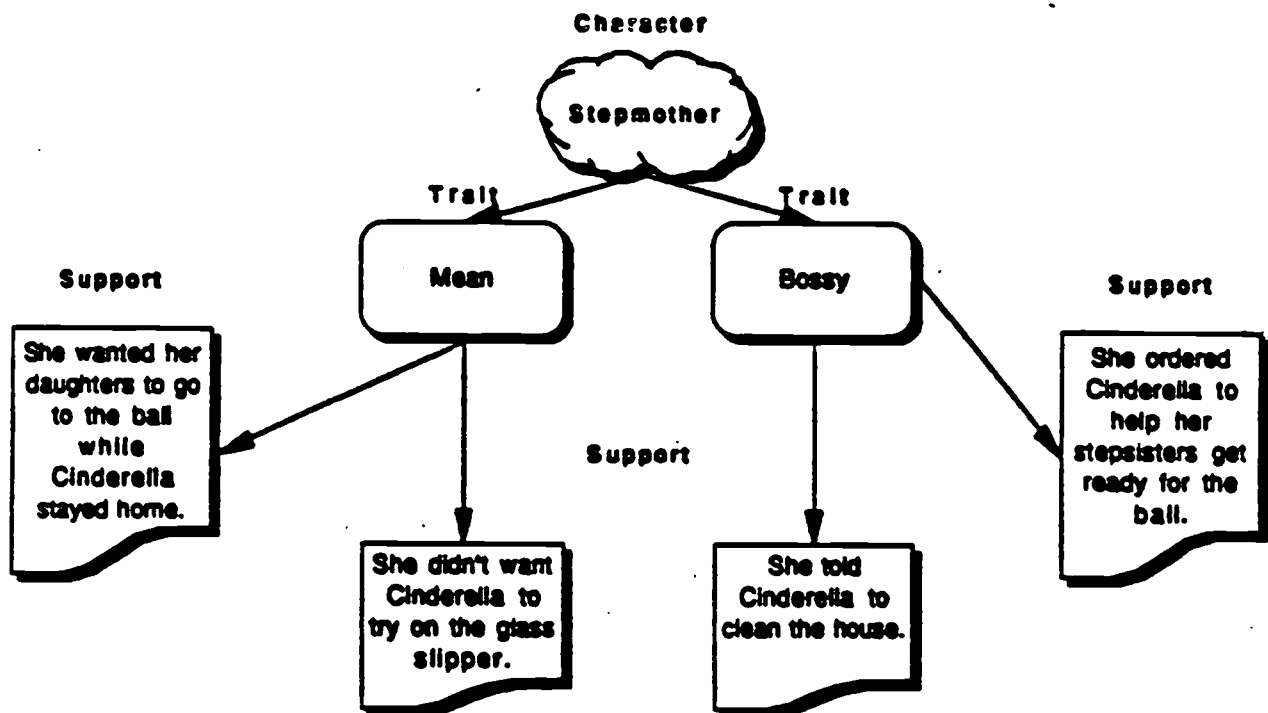 Character
Stepmother
Trait
Trait
Mean
Bossy
Support
Support
She wanted her
daughters to go
to the ball
while
Cinderella
stayed home.
She ordered
Cinderella to
help her
stepsisters get
ready for the
ball.
Support
She didn't want
Cinderella to
try on the glass
slipper.
She told
Cinderella to
clean the house.